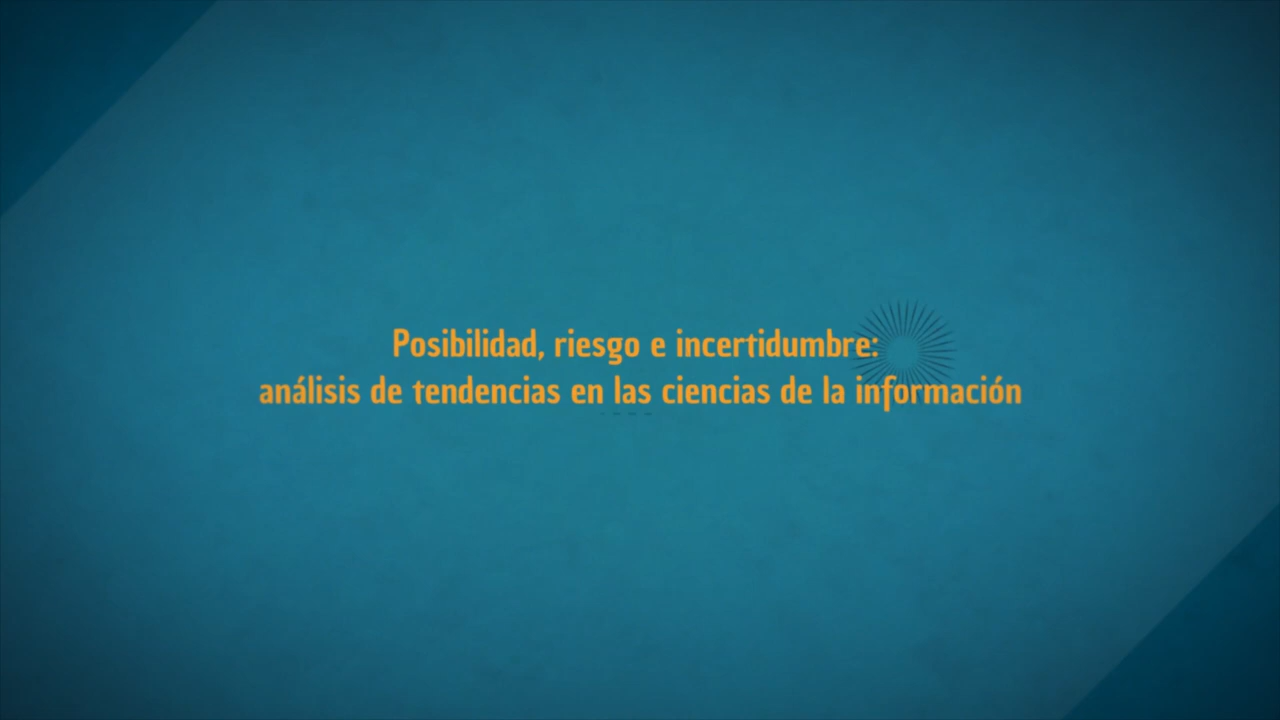 Posibilidad, riesgo e incertidumbre:
análisis de tendencias en las ciencias de la información